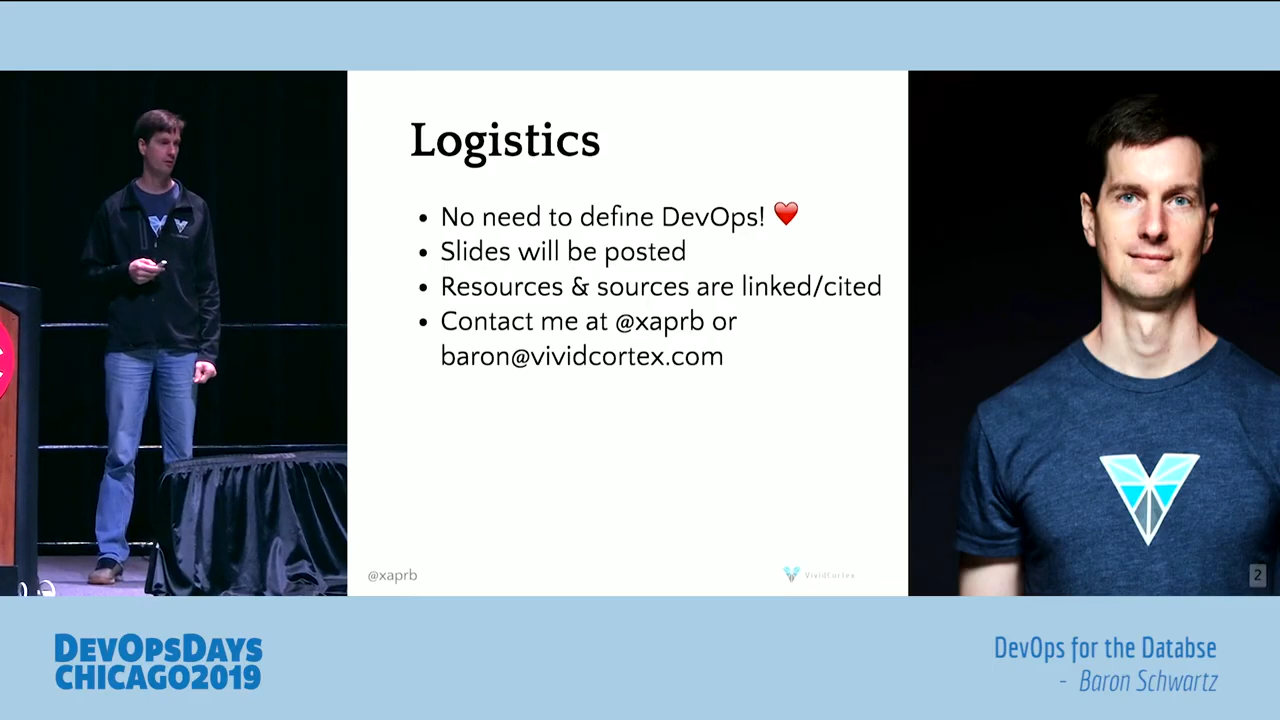 Logistics
• No need to define DevOps! ❤️
• Slides will be posted
• Resources & sources are linked/cited
• Contact me at @xaprb or
baron@vividcortex.com
@xaprb
VividCortex
2
DEVOPSDAYS
CHICAGO2019
DevOps for the Databse
- Baron Schwartz